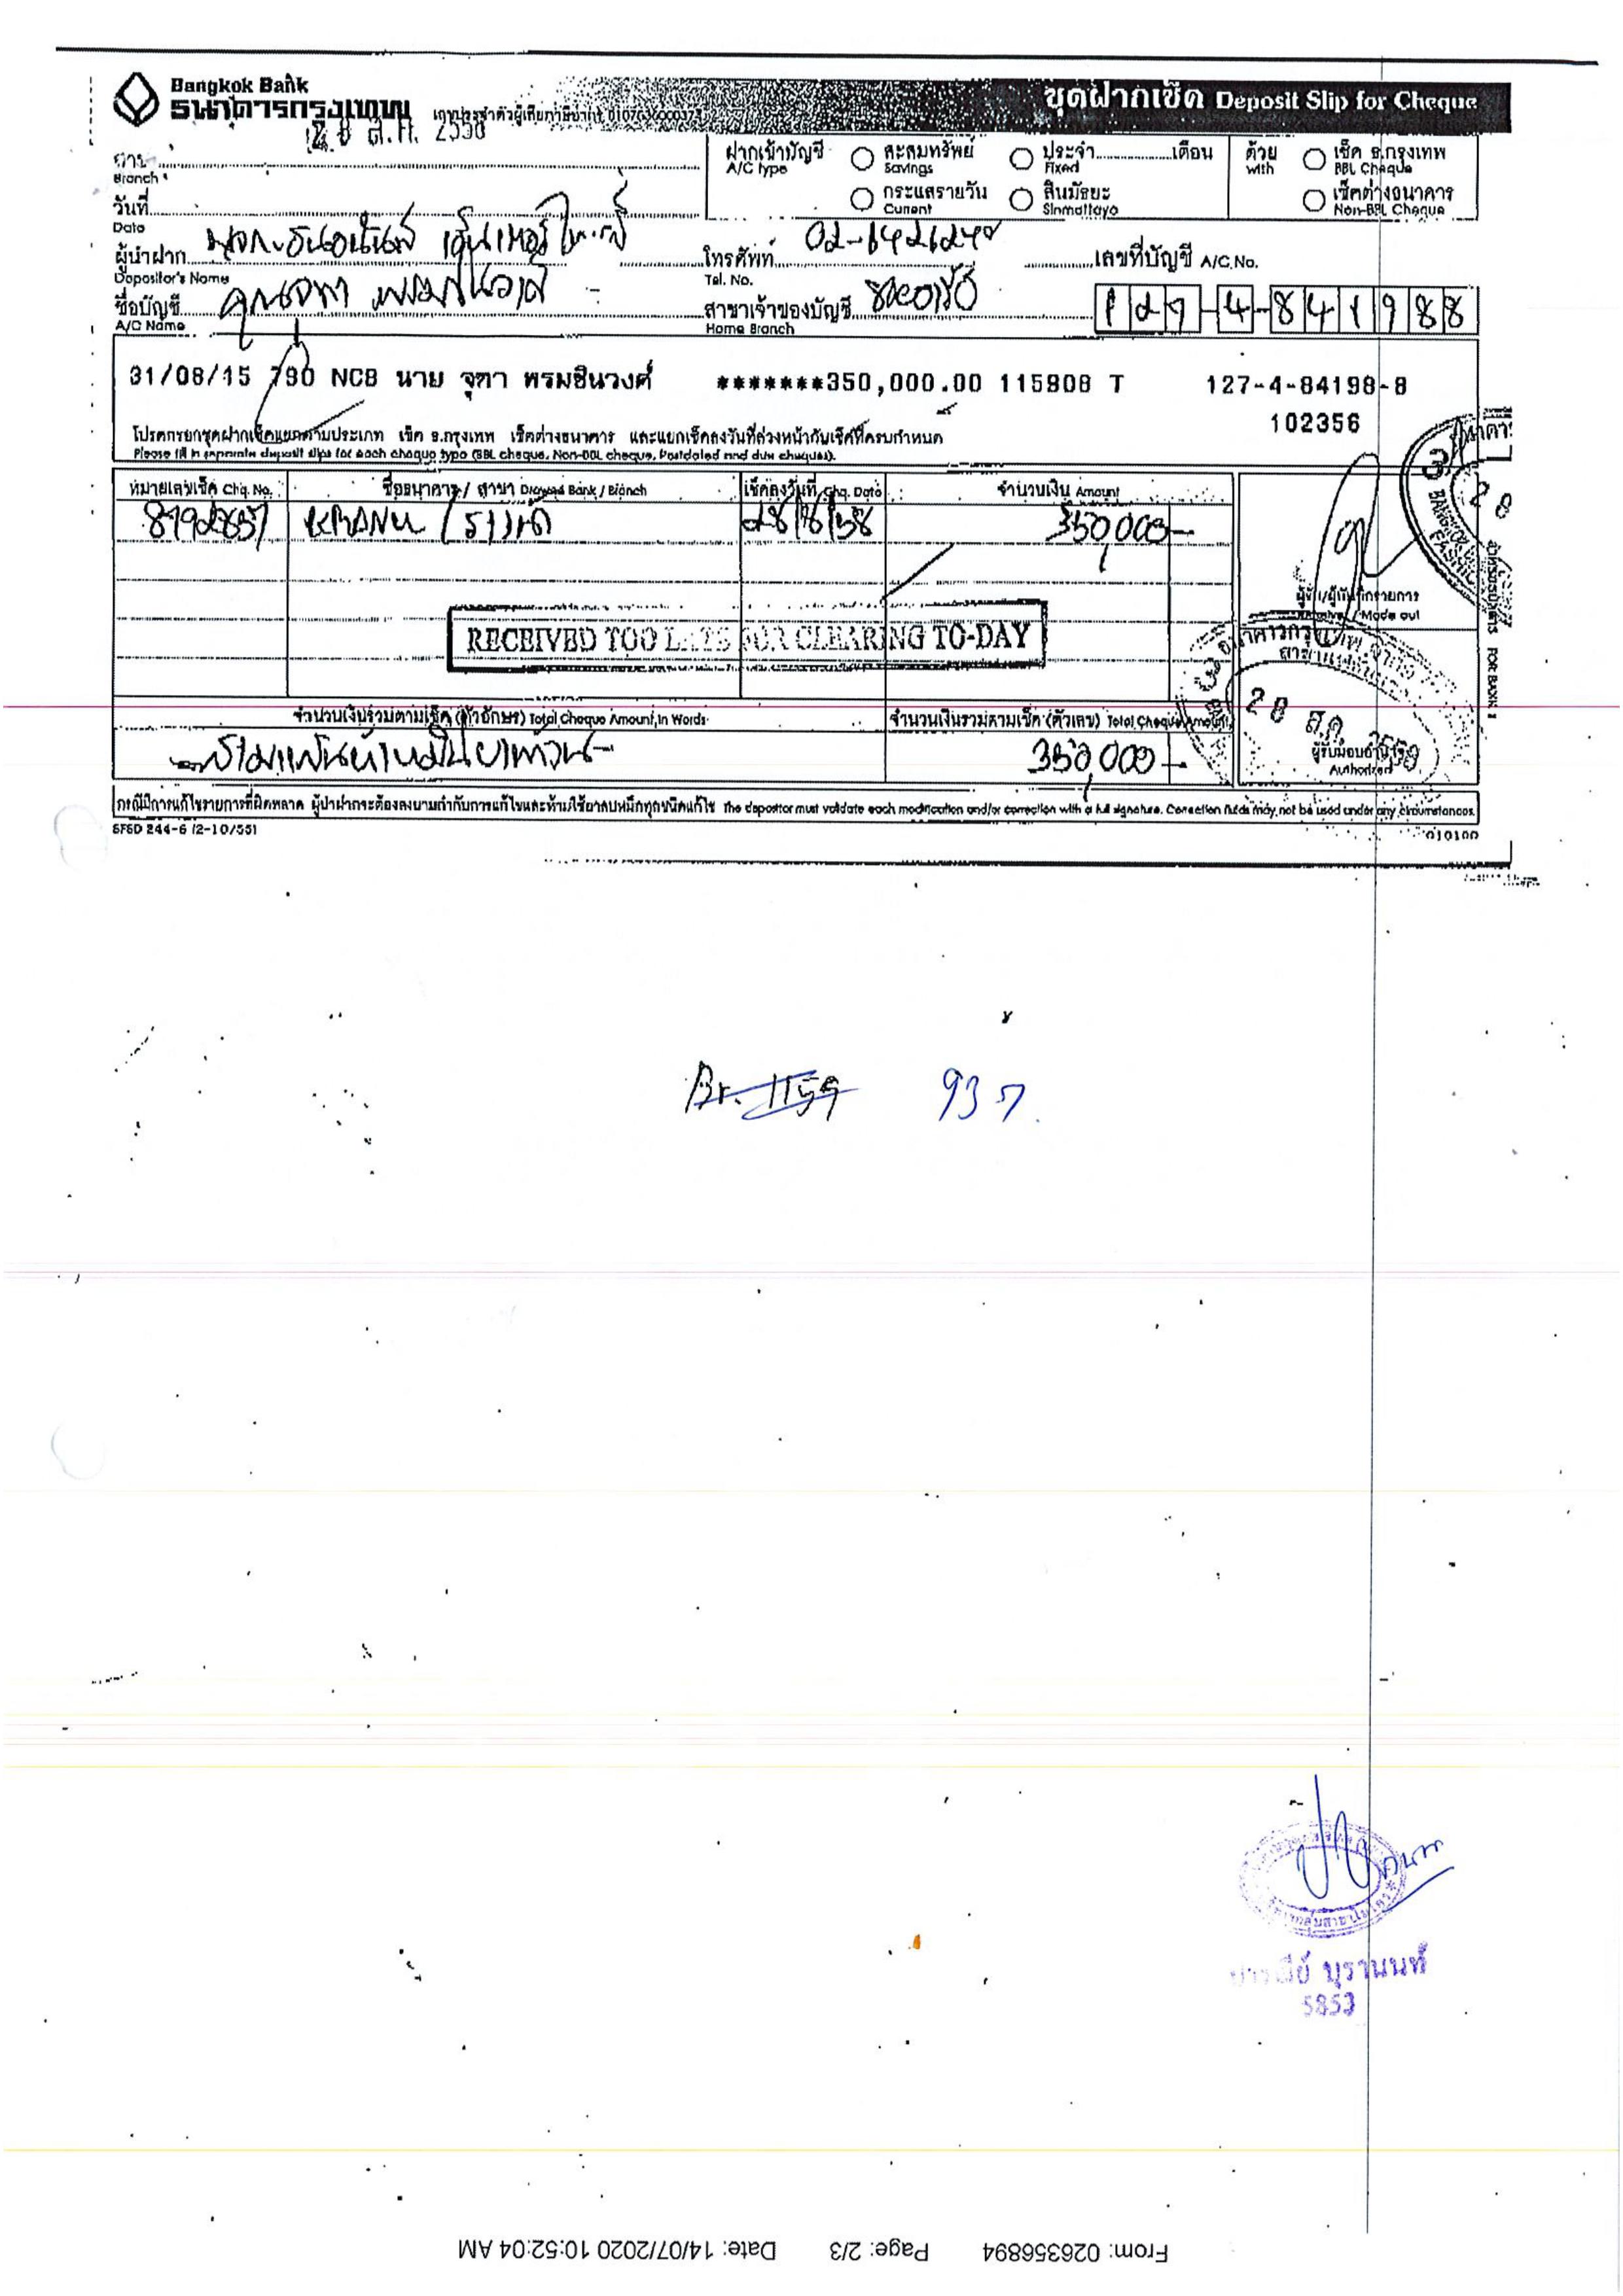 Bangkok Bank
ธนาคารกรุงเทพ เลขประจำตัวผู้เสียภาษีอากร 0107536000374
ชุดฝากเช็ค Deposit Slip for Cheque
28 ส.ค. 2558
สาขา
Branch
ฝากเข้าบัญชี สะสมทรัพย์ ประจำ เดือน ด้วย เช็ค ธ.กรุงเทพ
A/C Type Savings Fixed with BBL Cheque
กระแสรายวัน สินมัธยะ เช็คต่างธนาคาร
Current Sinmattaya Non-BBL Cheque
วันที่
Date
ผู้นำฝาก โทรศัพท์ เลขที่บัญชี A/C No.
Depositor's Name Tel. No.
ชื่อบัญชี สาขาเจ้าของบัญชี 127-4-841988
A/C Name Home Branch
31/08/15 790 NCB นาย จุฑา พรมชินวงศ์ *******350,000.00 115808 T 127-4-84198-8
102356
โปรดกรอกชุดฝากเช็คแยกตามประเภท เช็ค ธ.กรุงเทพ เช็คต่างธนาคาร และแยกเช็คลงวันที่ล่วงหน้ากับเช็คที่ครบกำหนด
Please fill in separate deposit slips for each cheque type (BBL cheque, Non-BBL cheque, Postdated and due cheques).
หมายเลขเช็ค Chq. No. ชื่อธนาคาร / สาขา Drawee Bank / Branch เช็คลงวันที่ Chq. Date จำนวนเงิน Amount
28/8/58 350,000-
ผู้รับ/ผู้บันทึกรายการ
Made out
RECEIVED TOO LATE FOR CLEARING TO-DAY
FOR BANK
28 ส.ค. 2558
จำนวนเงินรวมตามเช็ค (ตัวอักษร) Total Cheque Amount, in Words จำนวนเงินรวมตามเช็ค (ตัวเลข) Total Cheque Amount
สามแสนห้าหมื่นบาทถ้วน- 350,000-
ผู้รับมอบอำนาจ
Authorized
กรณีมีการแก้ไขรายการที่ผิดพลาด ผู้นำฝากจะต้องลงนามกำกับการแก้ไขและห้ามใช้ยาลบหมึกทุกชนิดแก้ไข The depositor must validate each modification and/or correction with a full signature. Correction fluids may not be used under any circumstances.
SFSD 244-6 (2-10/55)
010100
Br. 1159 937.
บุรานนท์
5853
From: 026356894 Page: 2/3 Date: 14/07/2020 10:52:04 AM